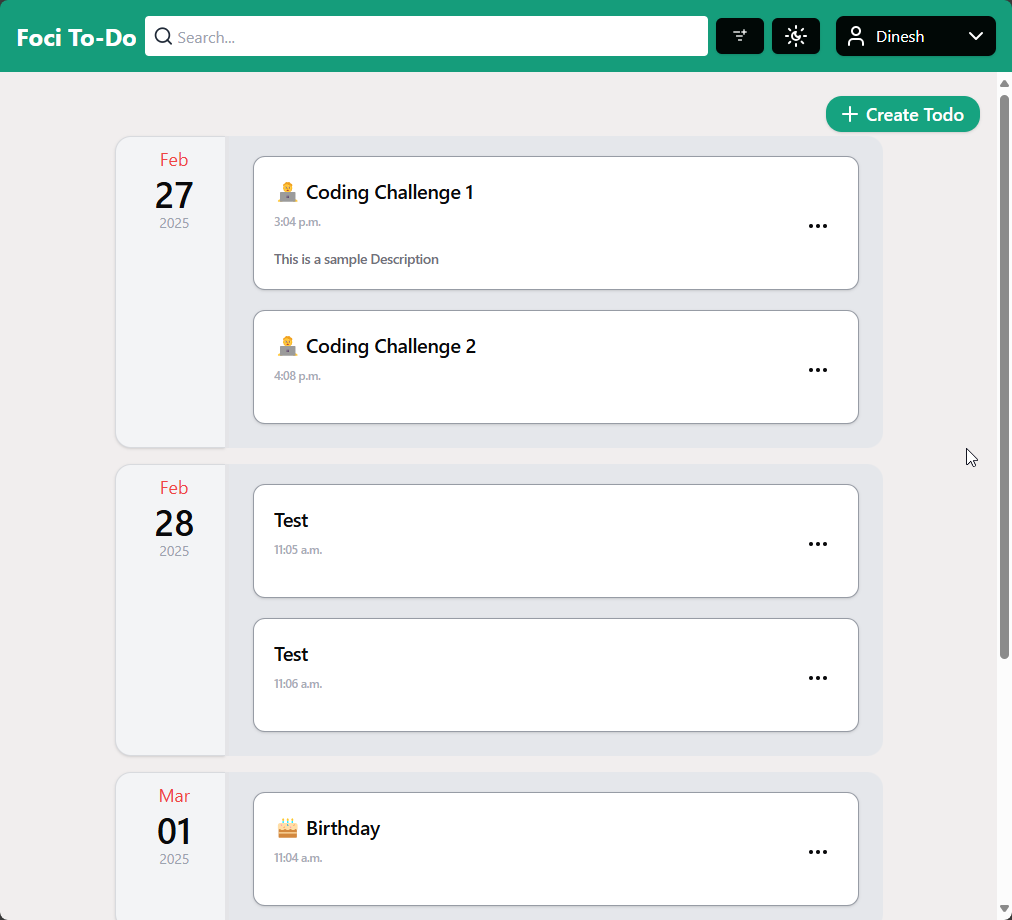 Foci To-Do
Search...
Dinesh
Create Todo
Feb
27
2025
Coding Challenge 1
3:04 p.m.
This is a sample Description
Coding Challenge 2
4:08 p.m.
Feb
28
2025
Test
11:05 a.m.
Test
11:06 a.m.
Mar
01
2025
Birthday
11:04 a.m.